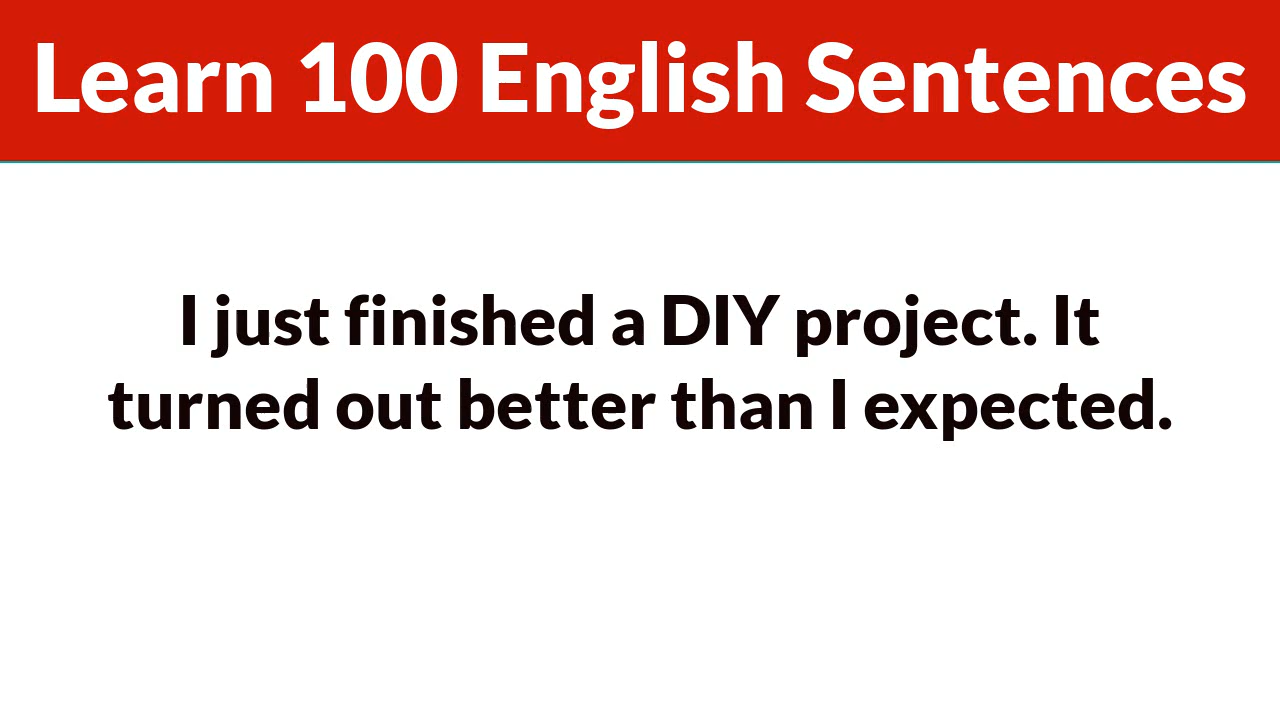 Learn 100 English Sentences
I just finished a DIY project. It
turned out better than I expected.